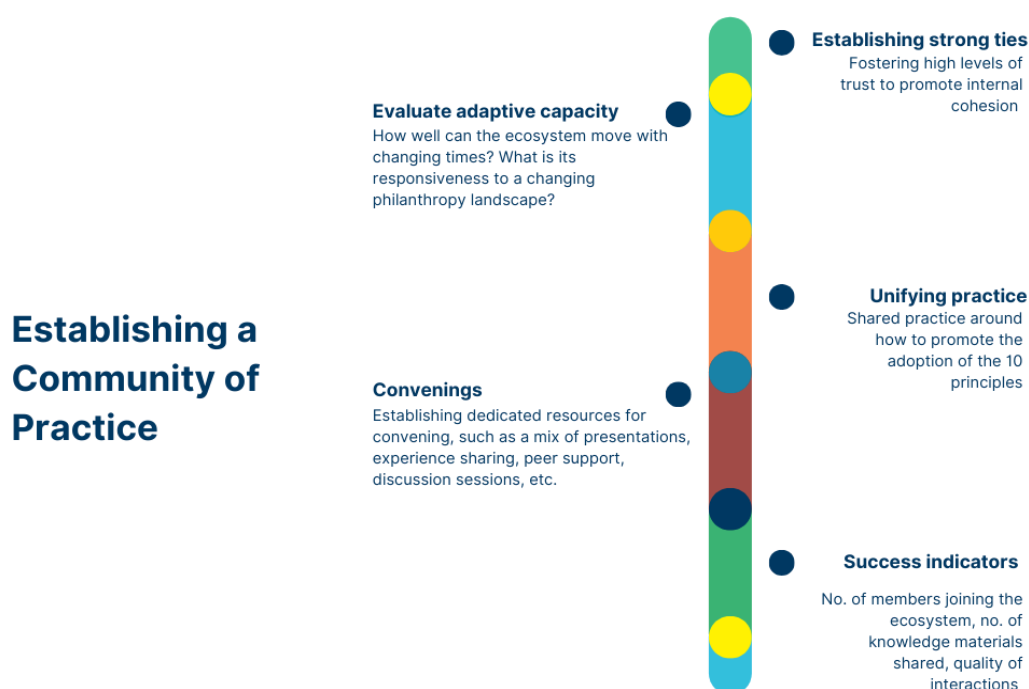 Establishing a
Community of
Practice
Establishing strong ties
Fostering high levels of
trust to promote internal
cohesion
Evaluate adaptive capacity
How well can the ecosystem move with
changing times? What is its
responsiveness to a changing
philanthropy landscape?
Unifying practice
Shared practice around
how to promote the
adoption of the 10
principles
Convenings
Establishing dedicated resources for
convening, such as a mix of presentations,
experience sharing, peer support,
discussion sessions, etc.
Success indicators
No. of members joining the
ecosystem, no. of
knowledge materials
shared, quality of
interactions